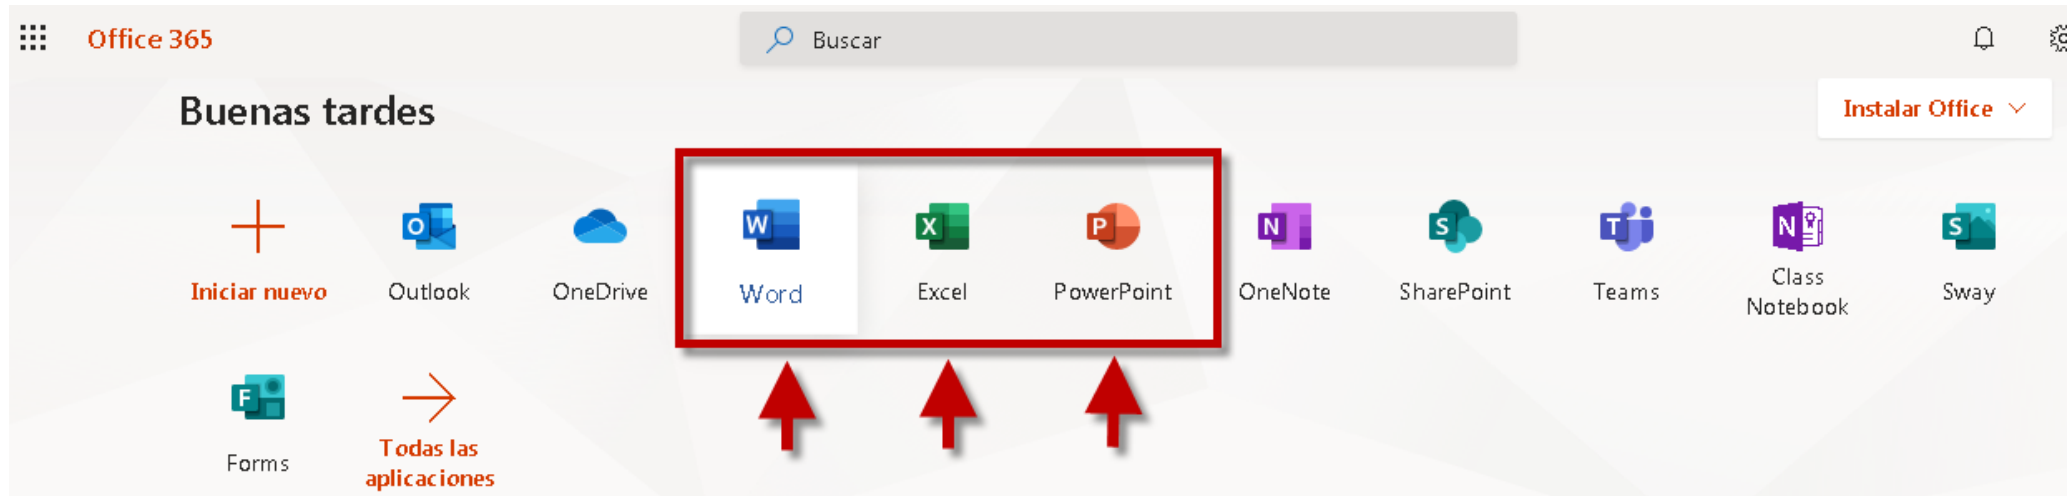 Office 365
Buscar
Buenas tardes
Instalar Office
Iniciar nuevo
Outlook
OneDrive
Word
Excel
PowerPoint
OneNote
SharePoint
Teams
Class
Notebook
Sway
Forms
Todas las
aplicaciones